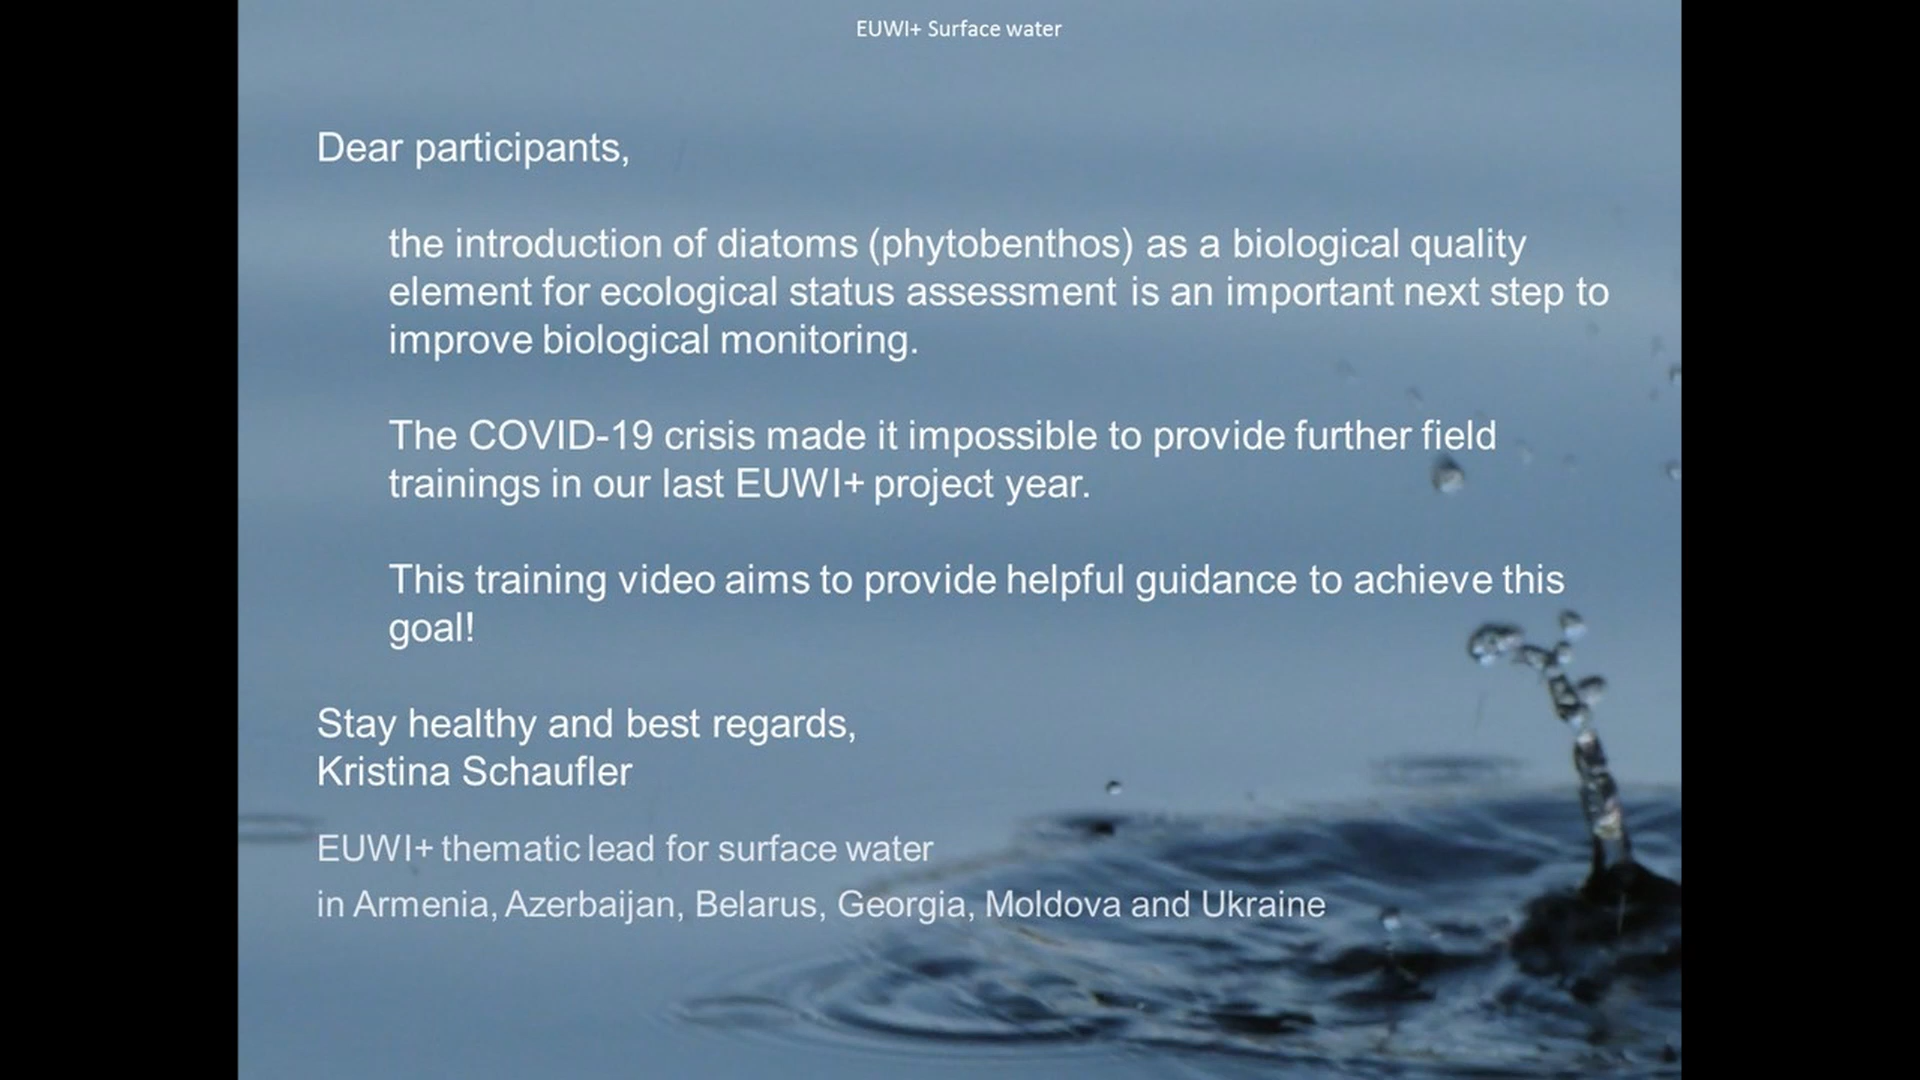 EUWI+ Surface water
Dear participants,
the introduction of diatoms (phytobenthos) as a biological quality
element for ecological status assessment is an important next step to
improve biological monitoring.
The COVID-19 crisis made it impossible to provide further field
trainings in our last EUWI+ project year.
This training video aims to provide helpful guidance to achieve this
goal!
Stay healthy and best regards,
Kristina Schaufler
EUWI+ thematic lead for surface water
in Armenia, Azerbaijan, Belarus, Georgia, Moldova and Ukraine